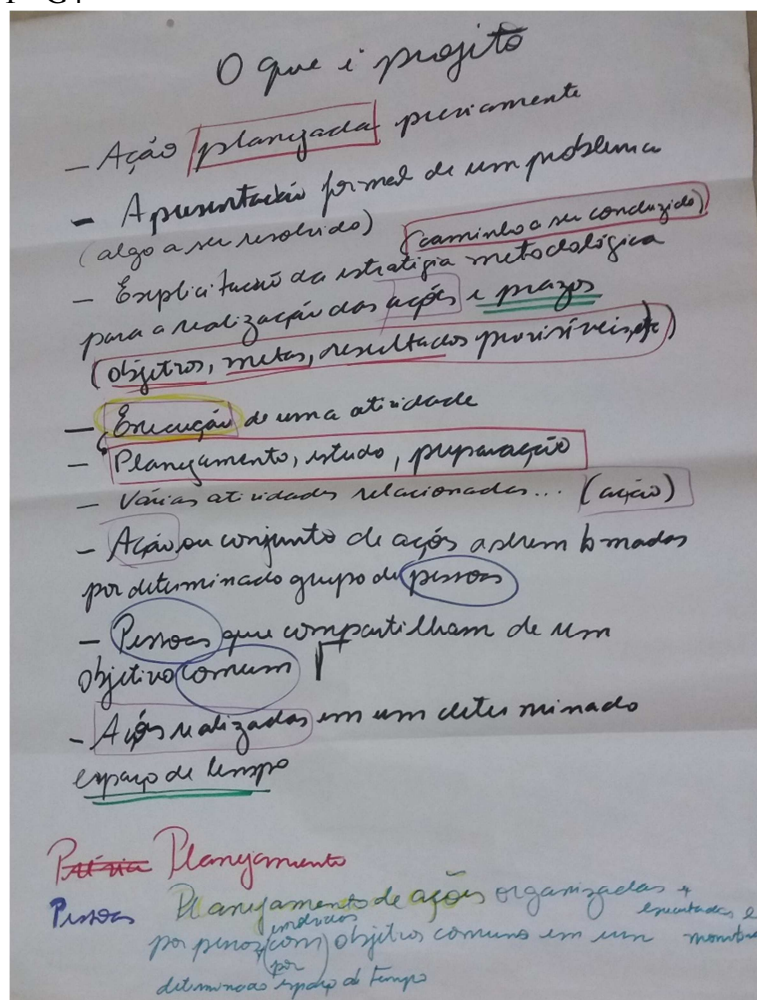 O que é projeto
- Ação planejada previamente
- Apresentação formal de um problema
(algo a ser resolvido) (caminho a ser conduzido)
- Explicitação da estratégia metodológica
para a realização das ações e prazos
(objetivos, metas, resultados previsíveis, etc)
- Execução de uma atividade
- Planejamento, estudo, preparação
- Várias atividades relacionadas... (ação)
- Ação ou conjunto de ações a serem tomadas
por determinado grupo de pessoas
- Pessoas que compartilham de um
objetivo comum
- Ações realizadas em um determinado
espaço de tempo
Planejamento
Pessoas Planejamento de ações organizadas +
executadas
por pessoas (com) objetivos comuns em um
por
determinado espaço de tempo